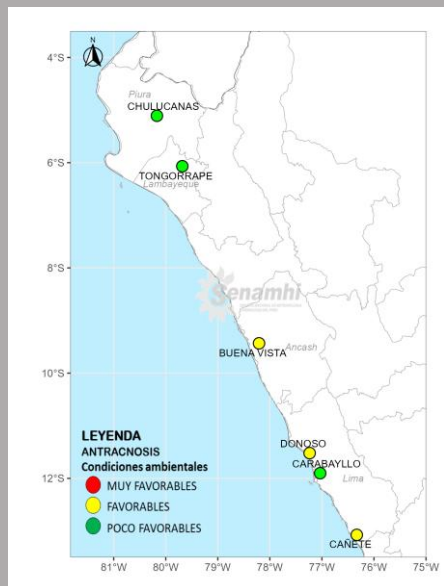 N
4°S
Piura
CHULUCANAS
6°S
TONGORRAPE
Lambayeque
8°S
Senamhi
BUENA VISTA
Ancash
10°S
LEYENDA
ANTRACNOSIS
Condiciones ambientales
MUY FAVORABLES
FAVORABLES
POCO FAVORABLES
DONOSO
CARABAYLLO
12°S
Lima
CAÑETE
81°W 80°W 79°W 78°W 77°W 76°W 75°W